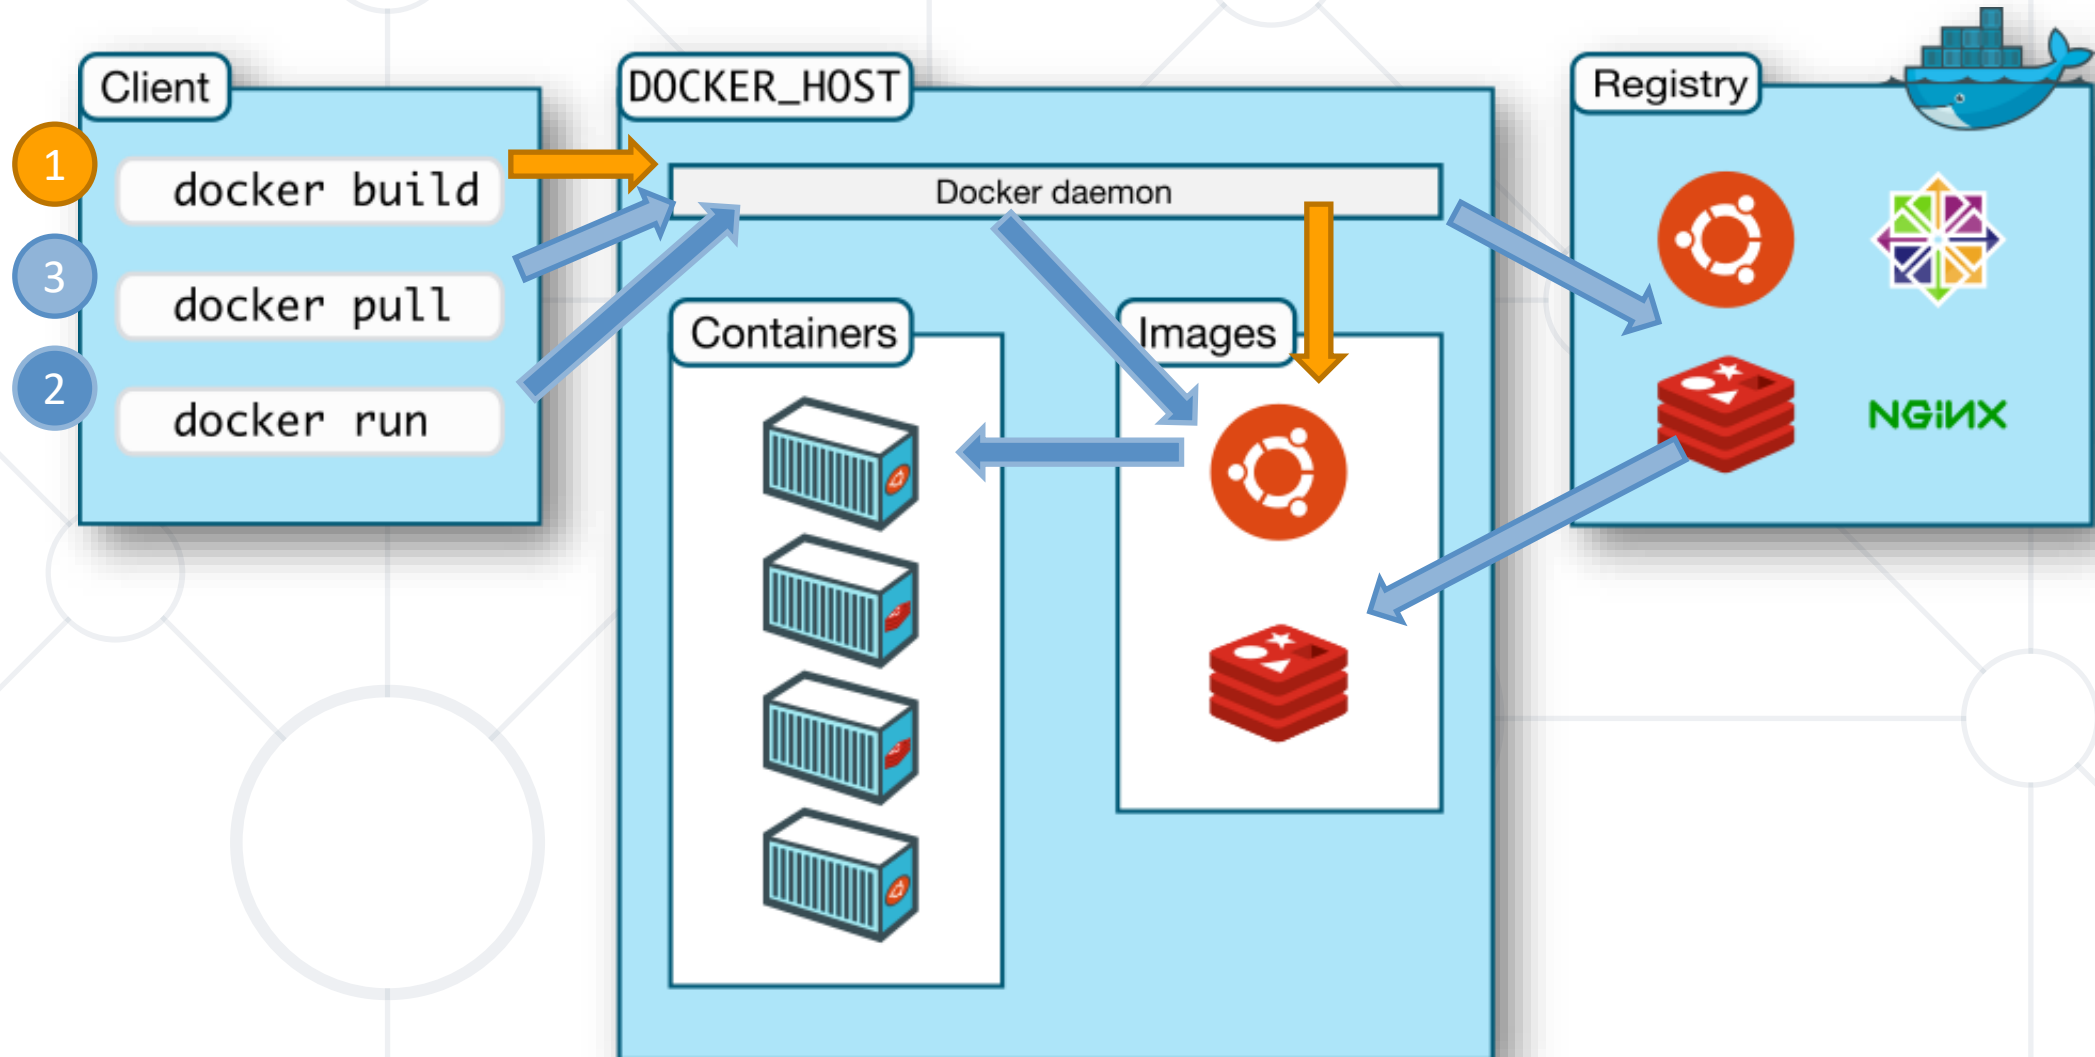 Client
1
docker build
3
docker pull
2
docker run
DOCKER_HOST
Docker daemon
Containers
Images
Registry
NGiNX